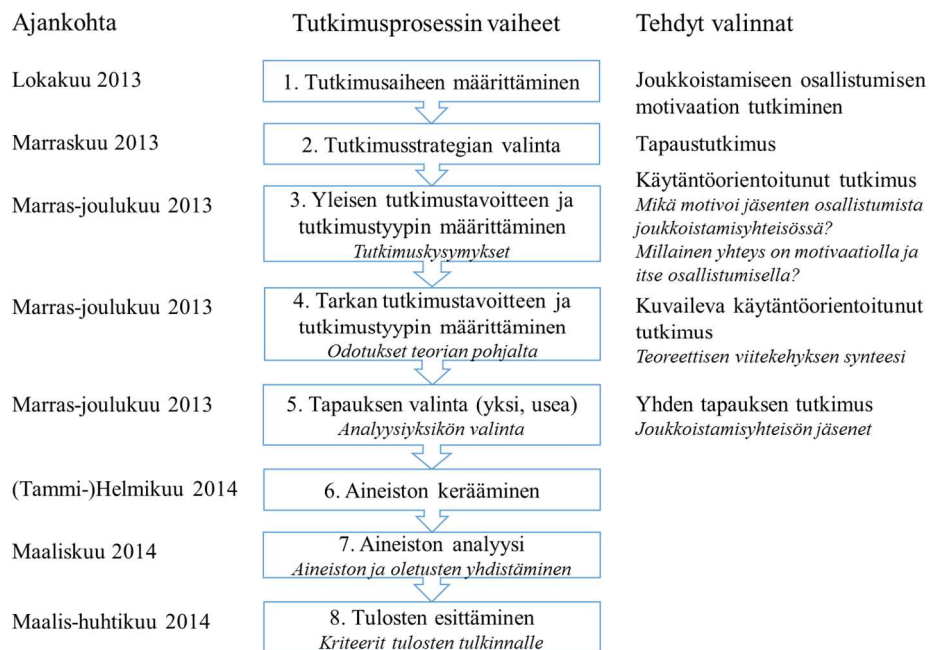 Ajankohta
Tutkimusprosessin vaiheet
Tehdyt valinnat
Lokakuu 2013
1. Tutkimusaiheen määrittäminen
Joukkoistamiseen osallistumisen
motivaation tutkiminen
Marraskuu 2013
2. Tutkimusstrategian valinta
Tapaustutkimus
Marras-joulukuu 2013
3. Yleisen tutkimustavoitteen ja
tutkimustyypin määrittäminen
Tutkimuskysymykset
Käytäntöorientoitunut tutkimus
Mikä motivoi jäsenten osallistumista
joukkoistamisyhteisössä?
Millainen yhteys on motivaatiolla ja
itse osallistumisella?
Marras-joulukuu 2013
4. Tarkan tutkimustavoitteen ja
tutkimustyypin määrittäminen
Odotukset teorian pohjalta
Kuvaileva käytäntöorientoitunut
tutkimus
Teoreettisen viitekehyksen synteesi
Marras-joulukuu 2013
5. Tapauksen valinta (yksi, usea)
Analyysiyksikön valinta
Yhden tapauksen tutkimus
Joukkoistamisyhteisön jäsenet
(Tammi-)Helmikuu 2014
6. Aineiston kerääminen
Maaliskuu 2014
7. Aineiston analyysi
Aineiston ja oletusten yhdistäminen
Maalis-huhtikuu 2014
8. Tulosten esittäminen
Kriteerit tulosten tulkinnalle